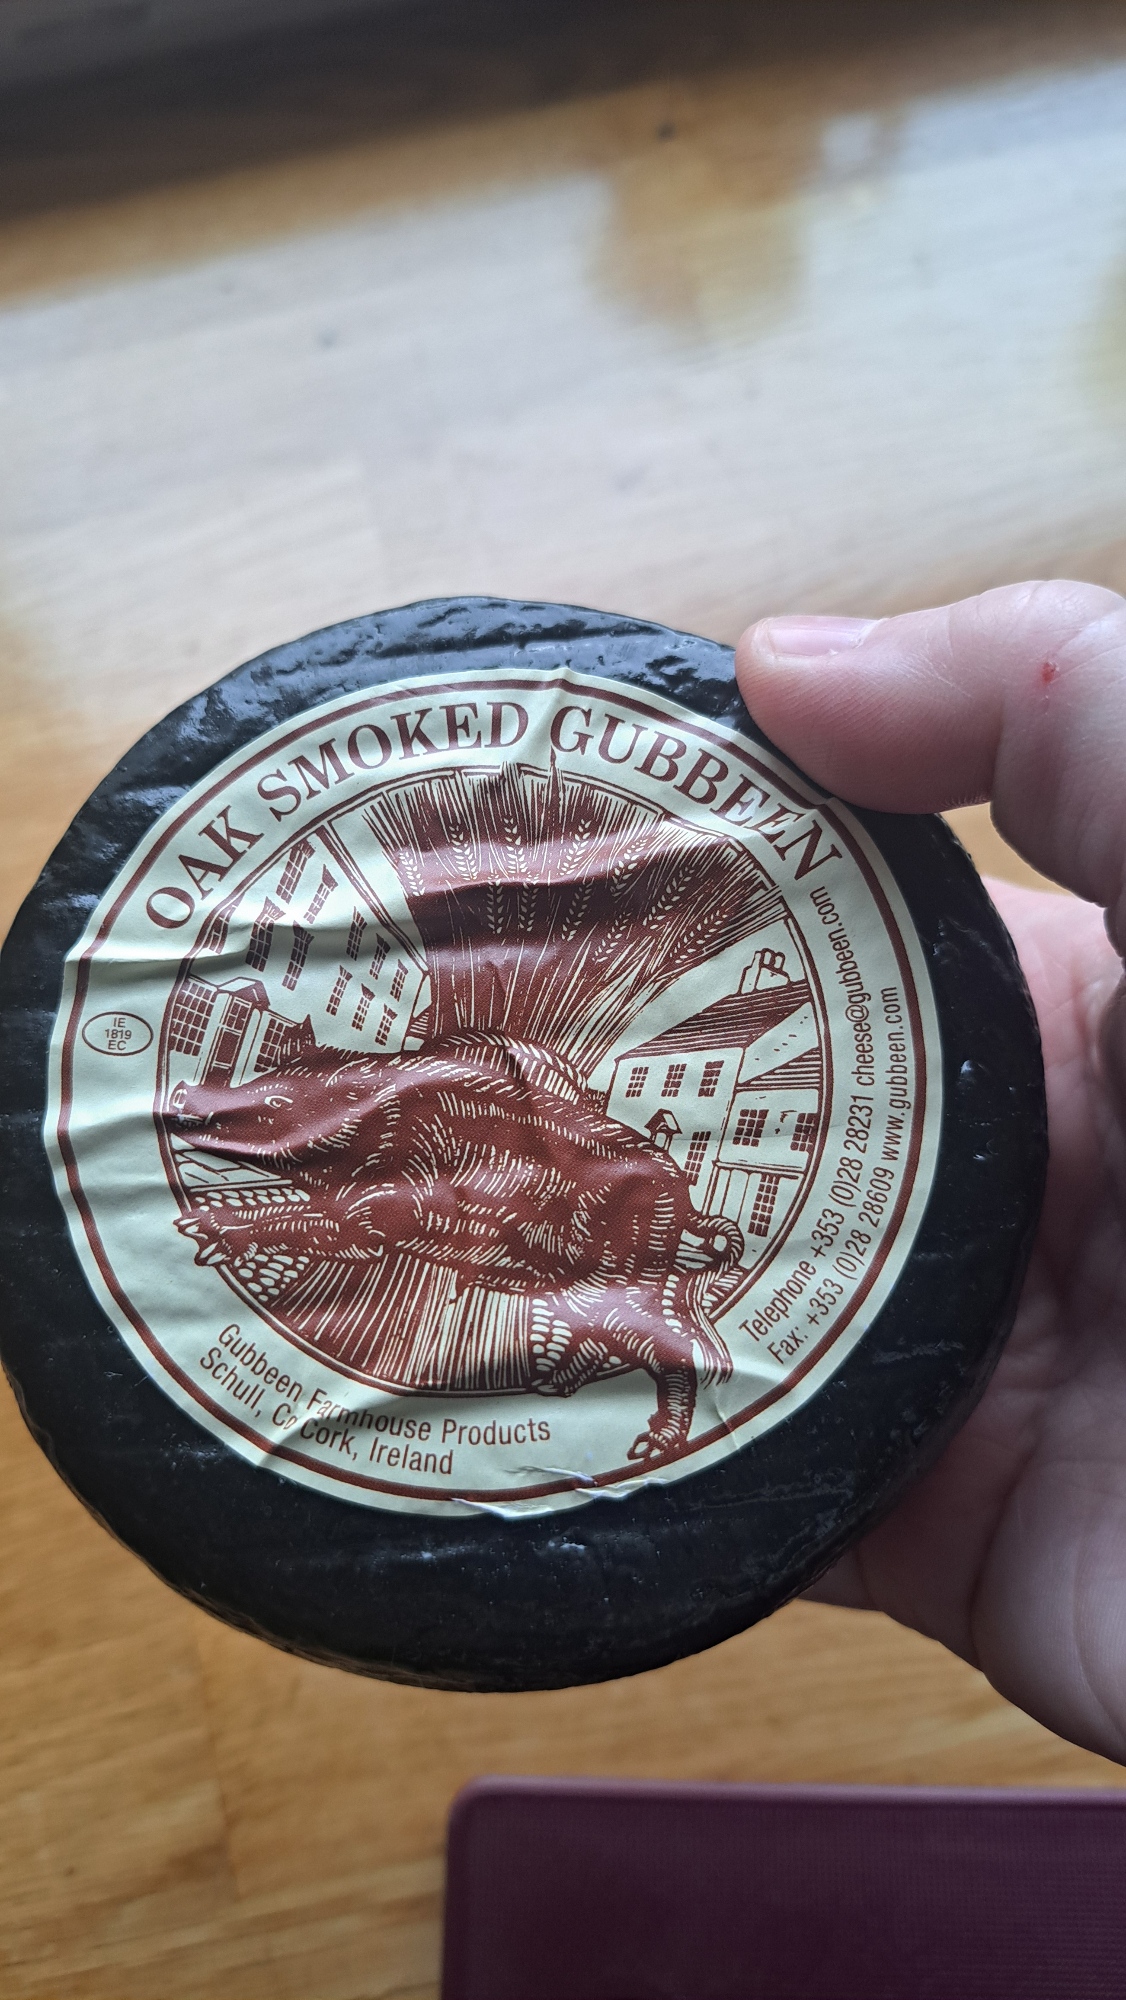 OAK SMOKED GUBBEEN
IE
1819
EC
Telephone +353 (0)28 28231 cheese@gubbeen.com
Fax: +353 (0)28 28609 www.gubbeen.com
Gubbeen Farmhouse Products
Schull, Co Cork, Ireland